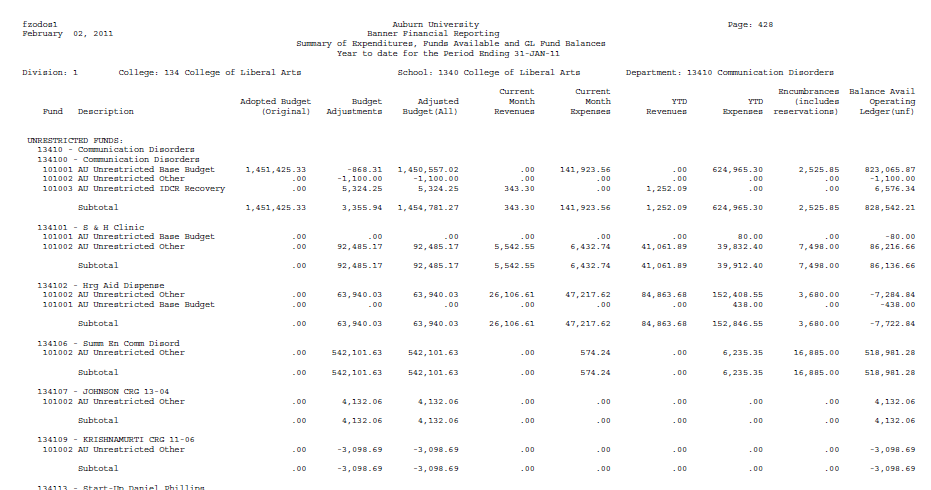 fzodos1 Auburn University Page: 428
February 02, 2011 Banner Financial Reporting
Summary of Expenditures, Funds Available and GL Fund Balances
Year to date for the Period Ending 31-JAN-11
Division: 1 College: 134 College of Liberal Arts School: 1340 College of Liberal Arts Department: 13410 Communication Disorders
Current Current Encumbrances Balance Avail
Adopted Budget Budget Adjusted Month Month YTD YTD (includes Operating
Fund Description (Original) Adjustments Budget(All) Revenues Expenses Revenues Expenses reservations) Ledger(unf)
UNRESTRICTED FUNDS:
13410 - Communication Disorders
134100 - Communication Disorders
101001 AU Unrestricted Base Budget 1,451,425.33 -868.31 1,450,557.02 .00 141,923.56 .00 624,965.30 2,525.85 823,065.87
101002 AU Unrestricted Other .00 -1,100.00 -1,100.00 .00 .00 .00 .00 .00 -1,100.00
101003 AU Unrestricted IDCR Recovery .00 5,324.25 5,324.25 343.30 .00 1,252.09 .00 .00 6,576.34
Subtotal 1,451,425.33 3,355.94 1,454,781.27 343.30 141,923.56 1,252.09 624,965.30 2,525.85 828,542.21
134101 - S & H Clinic
101001 AU Unrestricted Base Budget .00 .00 .00 .00 .00 .00 80.00 .00 -80.00
101002 AU Unrestricted Other .00 92,485.17 92,485.17 5,542.55 6,432.74 41,061.89 39,832.40 7,498.00 86,216.66
Subtotal .00 92,485.17 92,485.17 5,542.55 6,432.74 41,061.89 39,912.40 7,498.00 86,136.66
134102 - Hrg Aid Dispense
101002 AU Unrestricted Other .00 63,940.03 63,940.03 26,106.61 47,217.62 84,863.68 152,408.55 3,680.00 -7,284.84
101001 AU Unrestricted Base Budget .00 .00 .00 .00 .00 .00 438.00 .00 -438.00
Subtotal .00 63,940.03 63,940.03 26,106.61 47,217.62 84,863.68 152,846.55 3,680.00 -7,722.84
134106 - Summ En Comm Disord
101002 AU Unrestricted Other .00 542,101.63 542,101.63 .00 574.24 .00 6,235.35 16,885.00 518,981.28
Subtotal .00 542,101.63 542,101.63 .00 574.24 .00 6,235.35 16,885.00 518,981.28
134107 - JOHNSON CRG 13-04
101002 AU Unrestricted Other .00 4,132.06 4,132.06 .00 .00 .00 .00 .00 4,132.06
Subtotal .00 4,132.06 4,132.06 .00 .00 .00 .00 .00 4,132.06
134109 - KRISHNAMURTI CRG 11-06
101002 AU Unrestricted Other .00 -3,098.69 -3,098.69 .00 .00 .00 .00 .00 -3,098.69
Subtotal .00 -3,098.69 -3,098.69 .00 .00 .00 .00 .00 -3,098.69
134113 - Start-Up Daniel Phillips